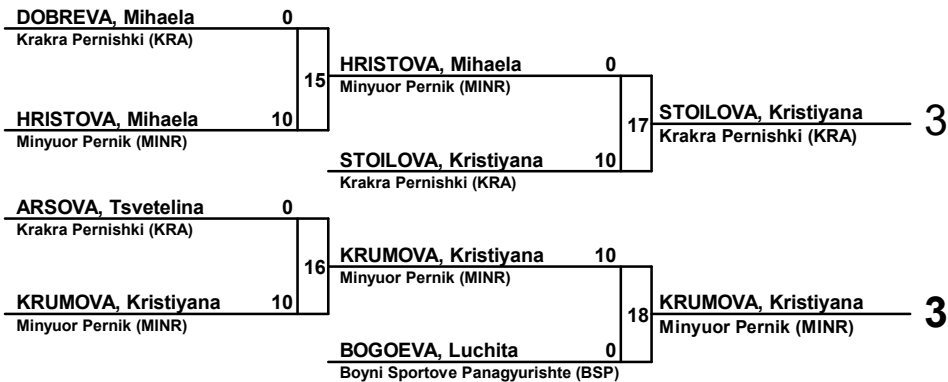 DOBREVA, Mihaela 0
Krakra Pernishki (KRA)
15
HRISTOVA, Mihaela 10
Minyuor Pernik (MINR)
HRISTOVA, Mihaela 0
Minyuor Pernik (MINR)
17
STOILOVA, Kristiyana 10
Krakra Pernishki (KRA)
STOILOVA, Kristiyana 3
Krakra Pernishki (KRA)
ARSOVA, Tsvetelina 0
Krakra Pernishki (KRA)
16
KRUMOVA, Kristiyana 10
Minyuor Pernik (MINR)
KRUMOVA, Kristiyana 10
Minyuor Pernik (MINR)
18
BOGOEVA, Luchita 0
Boyni Sportove Panagyurishte (BSP)
KRUMOVA, Kristiyana 3
Minyuor Pernik (MINR)